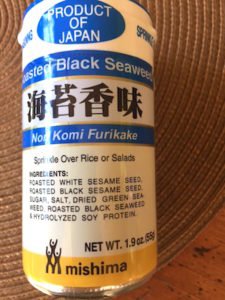 PRODUCT
OF
JAPAN
Roasted Black Seaweed
海苔香味
Nori Komi Furikake
Sprinkle Over Rice or Salads
INGREDIENTS:
ROASTED WHITE SESAME SEED,
ROASTED BLACK SESAME SEED,
SUGAR, SALT, DRIED GREEN SEA-
WEED, ROASTED BLACK SEAWEED
& HYDROLYZED SOY PROTEIN.
NET WT. 1.9 oz. (55g)
mishima